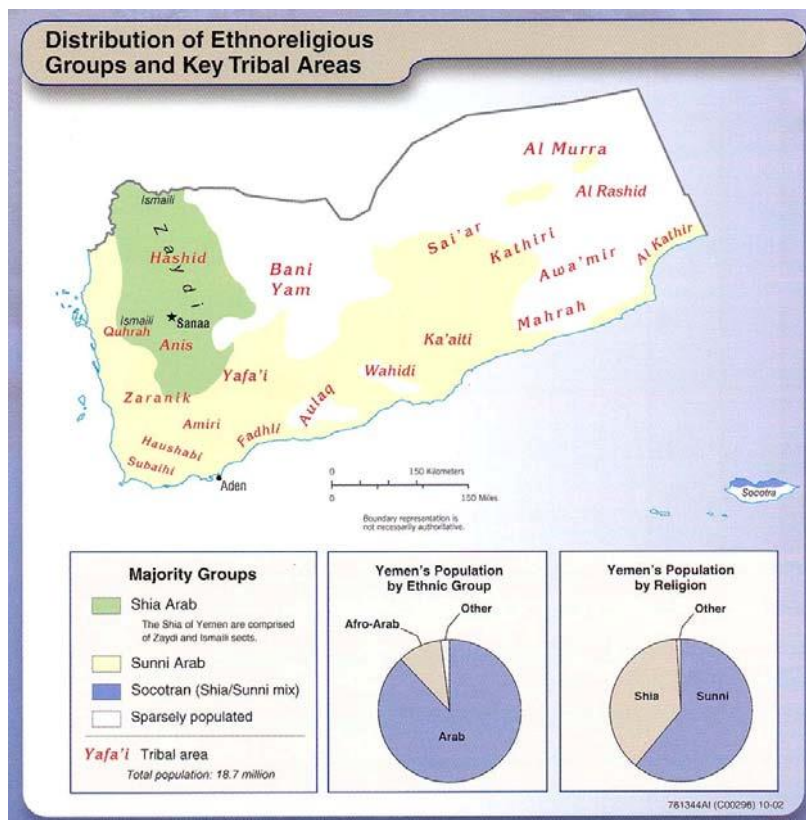 Distribution of Ethnoreligious
Groups and Key Tribal Areas
Al Murra
Ismaili
Al Rashid
Zaydi
Sai'ar
Al Kathir
Hashid
Kathiri
Bani
Yam
Awa'mir
Ismaili
Sanaa
Mahrah
Quhrah
Anis
Ka'aiti
Yafa'i
Wahidi
Zaranik
Aulaq
Amiri
Fadhli
Haushabi
Subaihi
Aden
0 150 Kilometers
0 150 Miles
Socotra
Boundary representation is
not necessarily authoritative.
Majority Groups
Shia Arab
The Shia of Yemen are comprised
of Zaydi and Ismaili sects.
Sunni Arab
Socotran (Shia/Sunni mix)
Sparsely populated
Yafa'i Tribal area
Total population: 18.7 million
Yemen's Population
by Ethnic Group
Other
Afro-Arab
Arab
Yemen's Population
by Religion
Other
Shia
Sunni
761344AI (C00296) 10-02